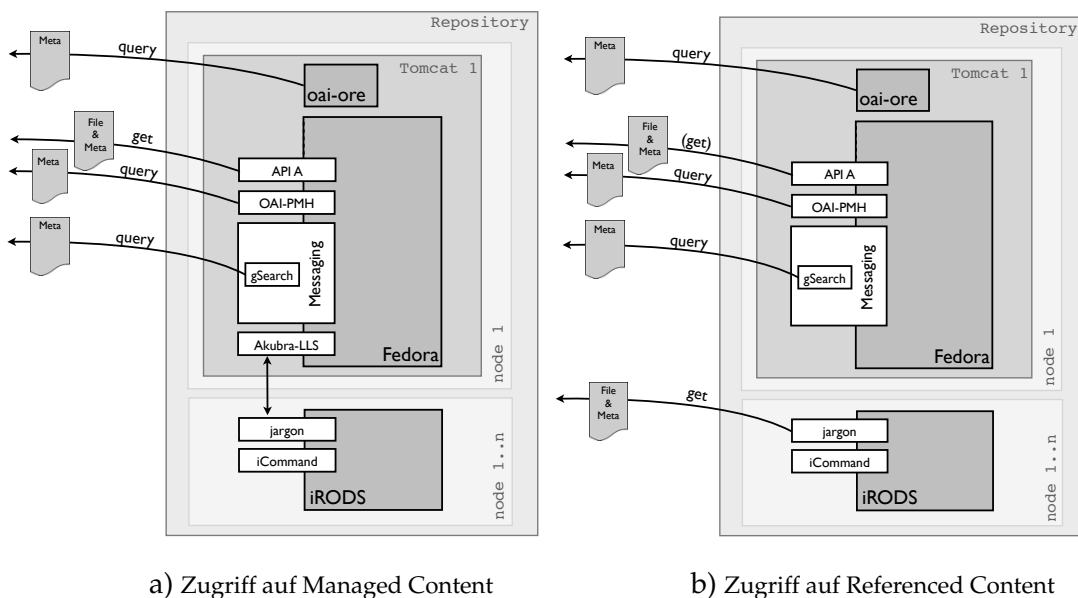 Repository
Meta
query
Tomcat 1
oai-ore
File
&
Meta
get
API A
Meta
query
OAI-PMH
Meta
query
gSearch
Messaging
Akubra-LLS
Fedora
node 1
jargon
iCommand
iRODS
node 1..n
a) Zugriff auf Managed Content
Repository
Meta
query
Tomcat 1
oai-ore
File
&
Meta
(get)
API A
Meta
query
OAI-PMH
Meta
query
gSearch
Messaging
Fedora
node 1
File
&
Meta
get
jargon
iCommand
iRODS
node 1..n
b) Zugriff auf Referenced Content